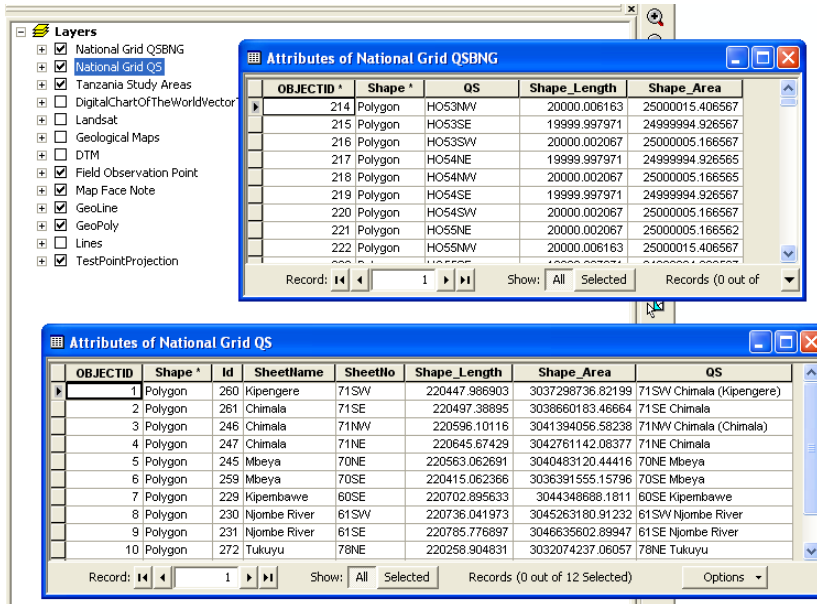 Layers
National Grid QSBNG
National Grid QS
Tanzania Study Areas
DigitalChartOfTheWorldVector
Landsat
Geological Maps
DTM
Field Observation Point
Map Face Note
GeoLine
GeoPoly
Lines
TestPointProjection
Attributes of National Grid QSBNG
OBJECTID * Shape * QS Shape_Length Shape_Area
214 Polygon HO53NW 20000.006163 25000015.406567
215 Polygon HO53SE 19999.997971 24999994.926567
216 Polygon HO53SW 20000.002067 25000005.166567
217 Polygon HO54NE 19999.997971 24999994.926565
218 Polygon HO54NW 20000.002067 25000005.166565
219 Polygon HO54SE 19999.997971 24999994.926567
220 Polygon HO54SW 20000.002067 25000005.166567
221 Polygon HO55NE 20000.002067 25000005.166562
222 Polygon HO55NW 20000.006163 25000015.406567
Record: 1 Show: All Selected Records (0 out of
Attributes of National Grid QS
OBJECTID Shape * Id SheetName SheetNo Shape_Length Shape_Area QS
1 Polygon 260 Kipengere 71SW 220447.986903 3037298736.82199 71SW Chimala (Kipengere)
2 Polygon 261 Chimala 71SE 220497.38895 3038660183.46664 71SE Chimala
3 Polygon 246 Chimala 71NW 220596.10116 3041394056.58238 71NW Chimala (Chimala)
4 Polygon 247 Chimala 71NE 220645.67429 3042761142.08377 71NE Chimala
5 Polygon 245 Mbeya 70NE 220563.062691 3040483120.44416 70NE Mbeya
6 Polygon 259 Mbeya 70SE 220415.062366 3036391555.15796 70SE Mbeya
7 Polygon 229 Kipembawe 60SE 220702.895633 3044348688.1811 60SE Kipembawe
8 Polygon 230 Njombe River 61SW 220736.041973 3045263180.91232 61SW Njombe River
9 Polygon 231 Njombe River 61SE 220785.776897 3046635602.89947 61SE Njombe River
10 Polygon 272 Tukuyu 78NE 220258.904831 3032074237.06057 78NE Tukuyu
Record: 1 Show: All Selected Records (0 out of 12 Selected) Options